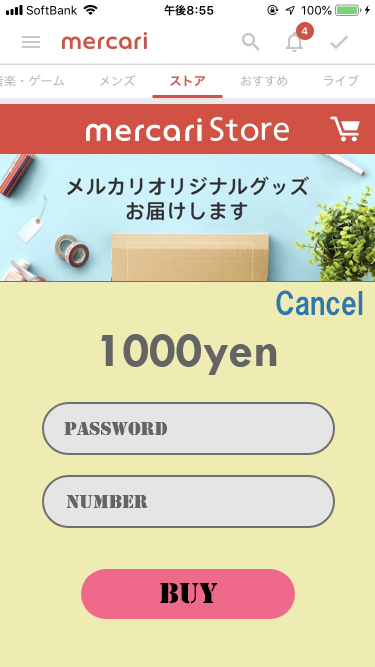 SoftBank 午後8:55 100%
mercari 4
音楽・ゲーム メンズ ストア おすすめ ライブ
mercari Store
メルカリオリジナルグッズ
お届けします
Cancel
1000yen
PASSWORD
NUMBER
BUY